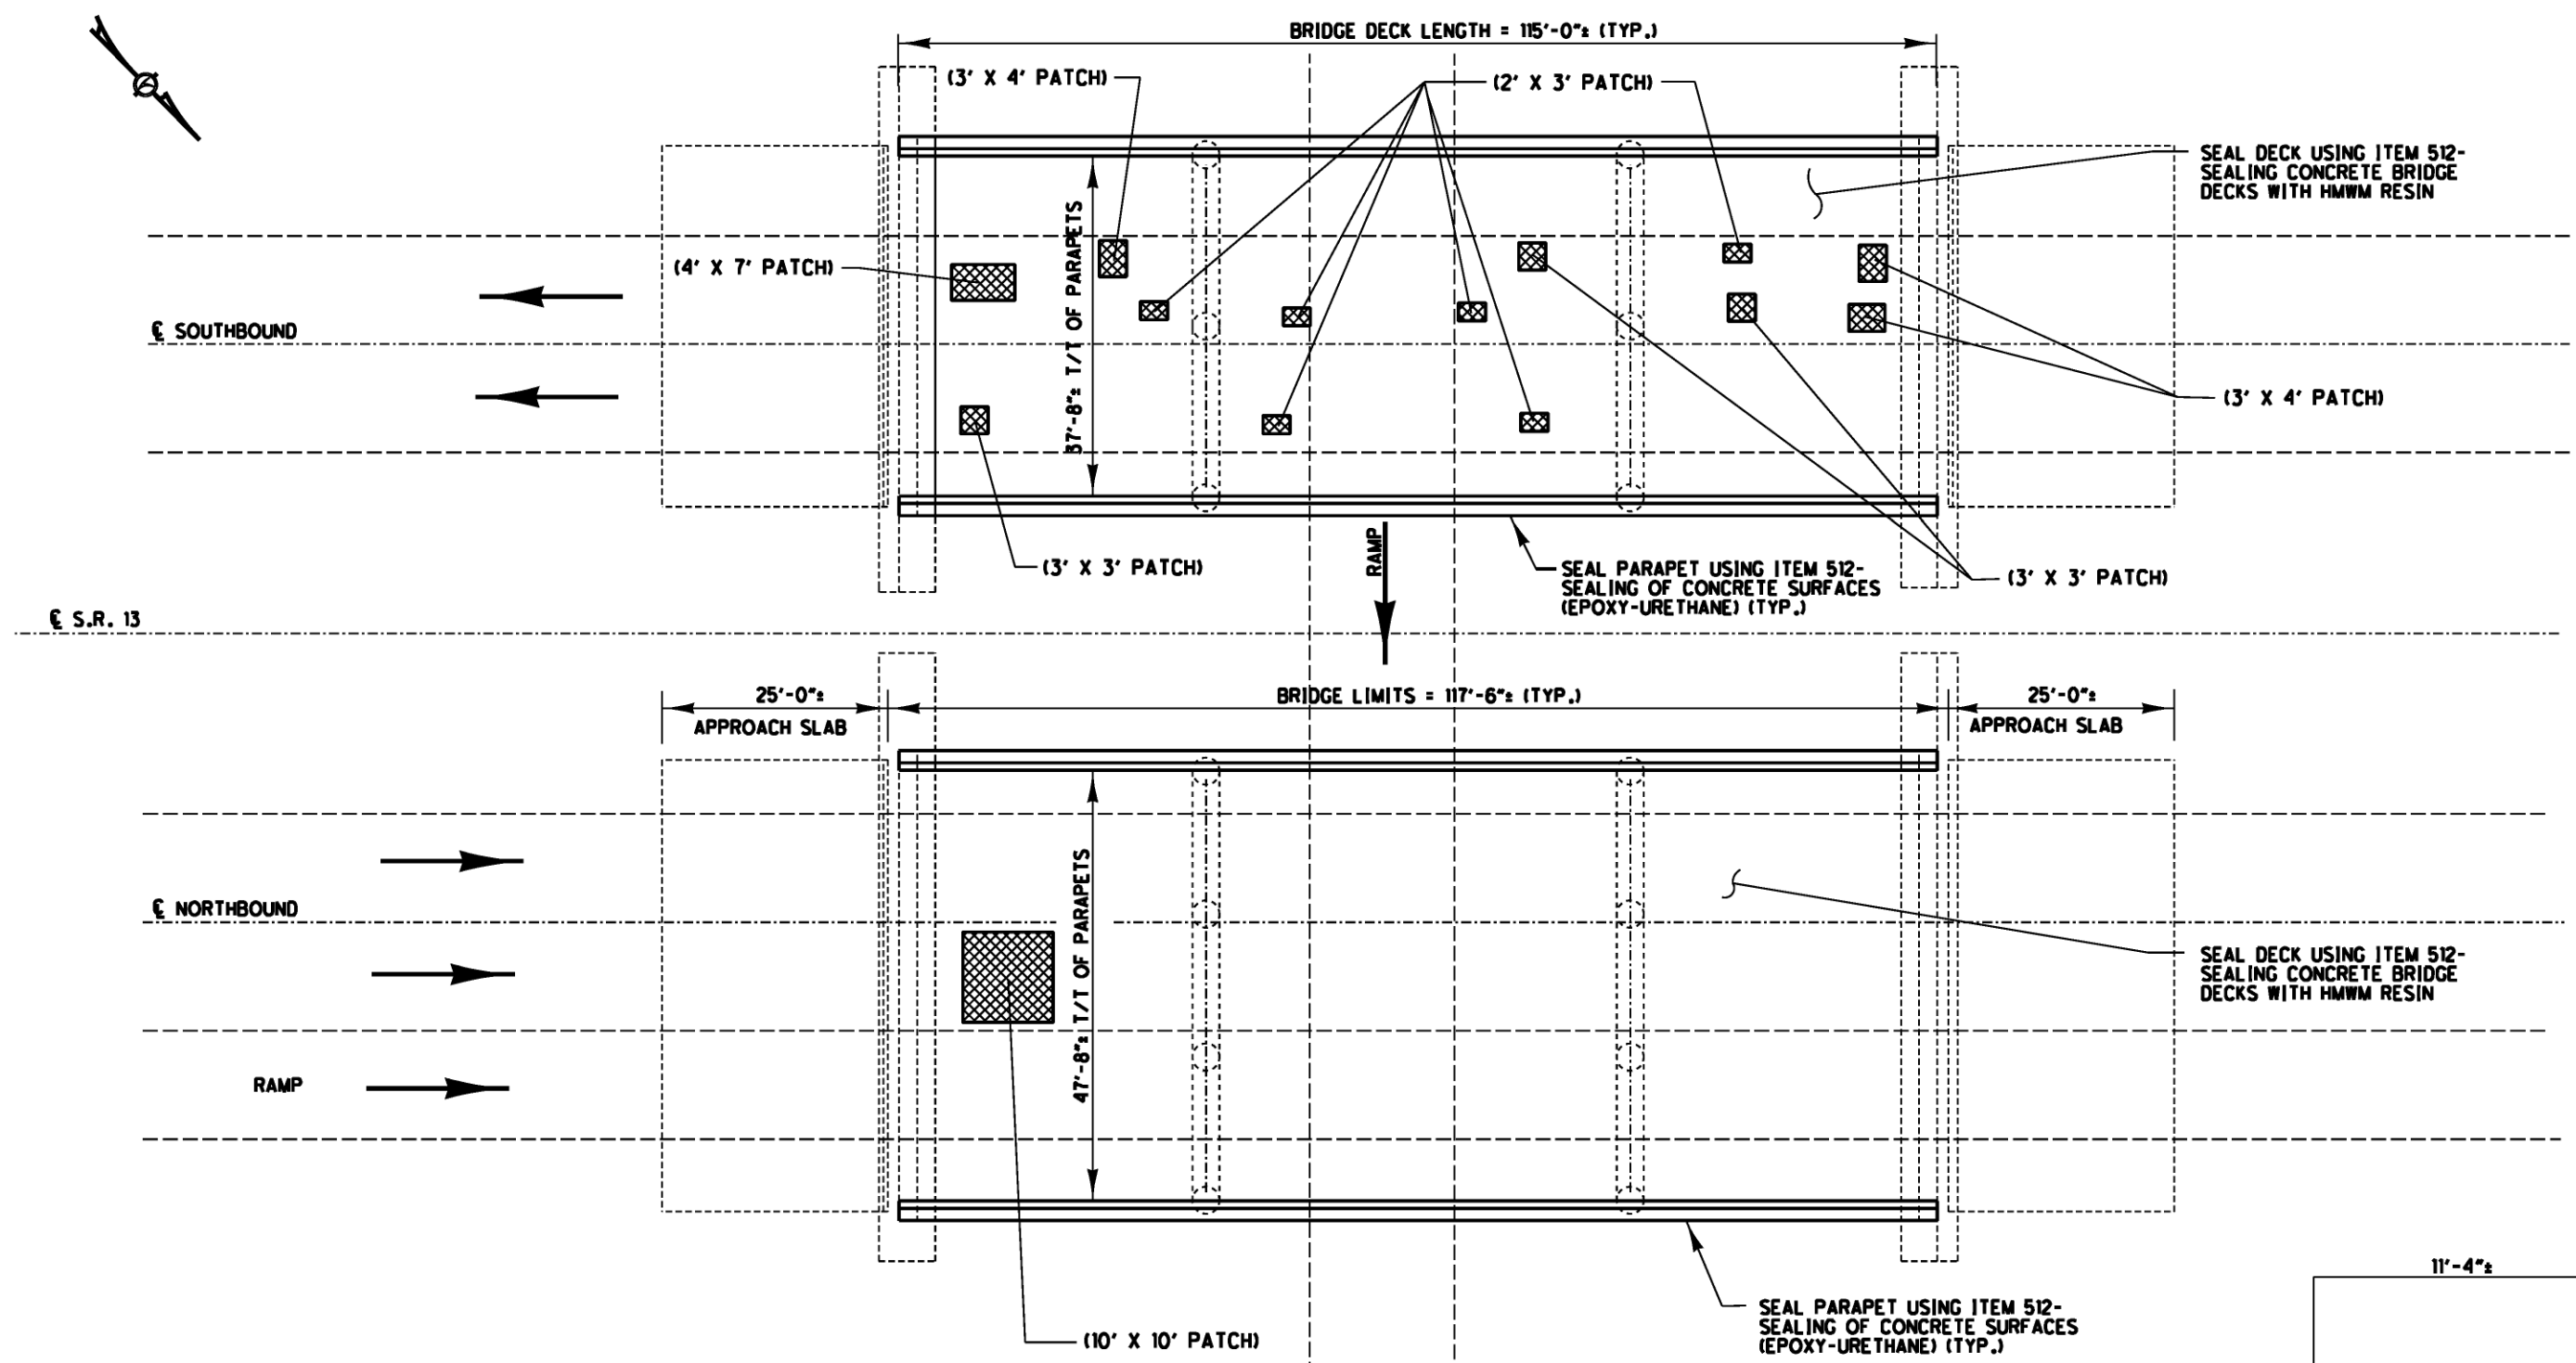 BRIDGE DECK LENGTH = 115'-0"± (TYP.)
(3' X 4' PATCH)
(2' X 3' PATCH)
SEAL DECK USING ITEM 512-
SEALING CONCRETE BRIDGE
DECKS WITH HMWM RESIN
(4' X 7' PATCH)
37'-8"± T/T OF PARAPETS
℄ SOUTHBOUND
(3' X 4' PATCH)
(3' X 3' PATCH)
RAMP
SEAL PARAPET USING ITEM 512-
SEALING OF CONCRETE SURFACES
(EPOXY-URETHANE) (TYP.)
(3' X 3' PATCH)
℄ S.R. 13
25'-0"±
APPROACH SLAB
BRIDGE LIMITS = 117'-6"± (TYP.)
25'-0"±
APPROACH SLAB
℄ NORTHBOUND
47'-8"± T/T OF PARAPETS
SEAL DECK USING ITEM 512-
SEALING CONCRETE BRIDGE
DECKS WITH HMWM RESIN
RAMP
11'-4"±
SEAL PARAPET USING ITEM 512-
SEALING OF CONCRETE SURFACES
(EPOXY-URETHANE) (TYP.)
(10' X 10' PATCH)